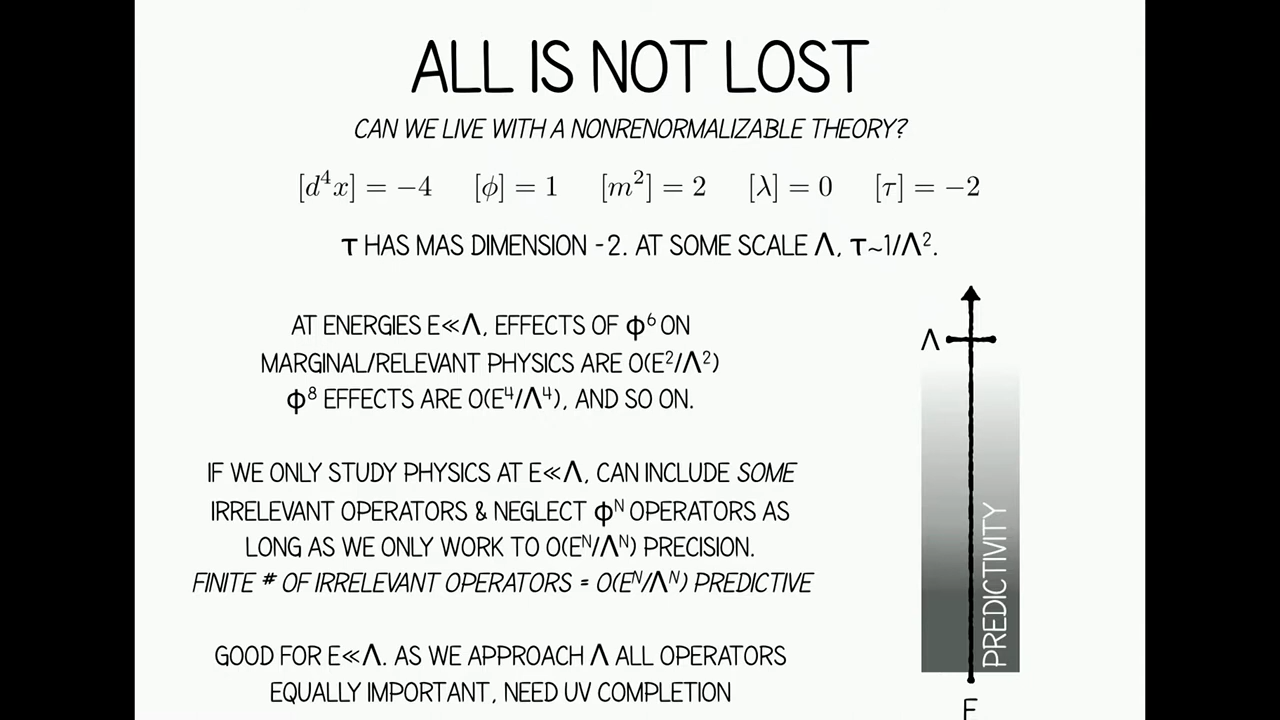 ALL IS NOT LOST
CAN WE LIVE WITH A NONRENORMALIZABLE THEORY?
[d⁴x] = −4 [ϕ] = 1 [m²] = 2 [λ] = 0 [τ] = −2
τ HAS MAS DIMENSION -2. AT SOME SCALE Λ, τ~1/Λ².
AT ENERGIES E≪Λ, EFFECTS OF ϕ⁶ ON
MARGINAL/RELEVANT PHYSICS ARE O(E²/Λ²)
ϕ⁸ EFFECTS ARE O(E⁴/Λ⁴), AND SO ON.
IF WE ONLY STUDY PHYSICS AT E≪Λ, CAN INCLUDE SOME
IRRELEVANT OPERATORS & NEGLECT ϕᴺ OPERATORS AS
LONG AS WE ONLY WORK TO O(Eᴺ/Λᴺ) PRECISION.
FINITE # OF IRRELEVANT OPERATORS = O(Eᴺ/Λᴺ) PREDICTIVE
GOOD FOR E≪Λ. AS WE APPROACH Λ ALL OPERATORS
EQUALLY IMPORTANT, NEED UV COMPLETION
Λ
PREDICTIVITY
E